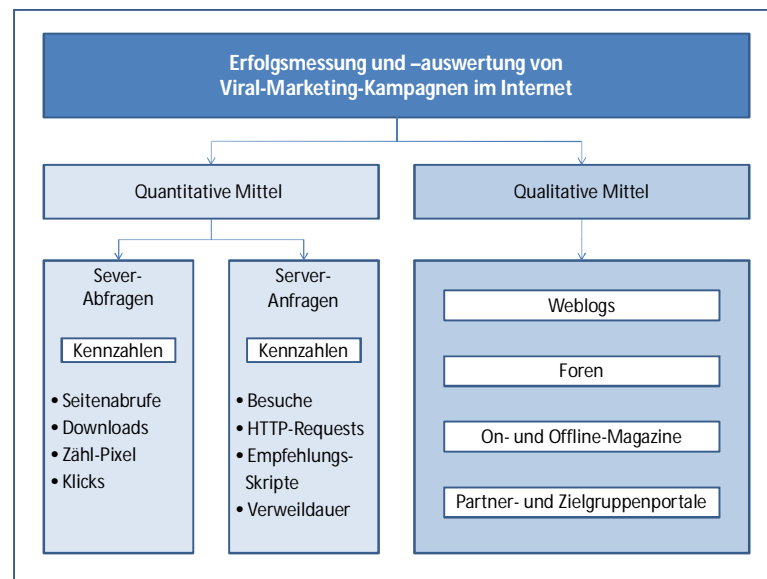 Erfolgsmessung und –auswertung von
Viral-Marketing-Kampagnen im Internet
Quantitative Mittel
Qualitative Mittel
Sever-
Abfragen
Kennzahlen
• Seitenabrufe
• Downloads
• Zähl-Pixel
• Klicks
Server-
Anfragen
Kennzahlen
• Besuche
• HTTP-Requests
• Empfehlungs-
Skripte
• Verweildauer
Weblogs
Foren
On- und Offline-Magazine
Partner- und Zielgruppenportale